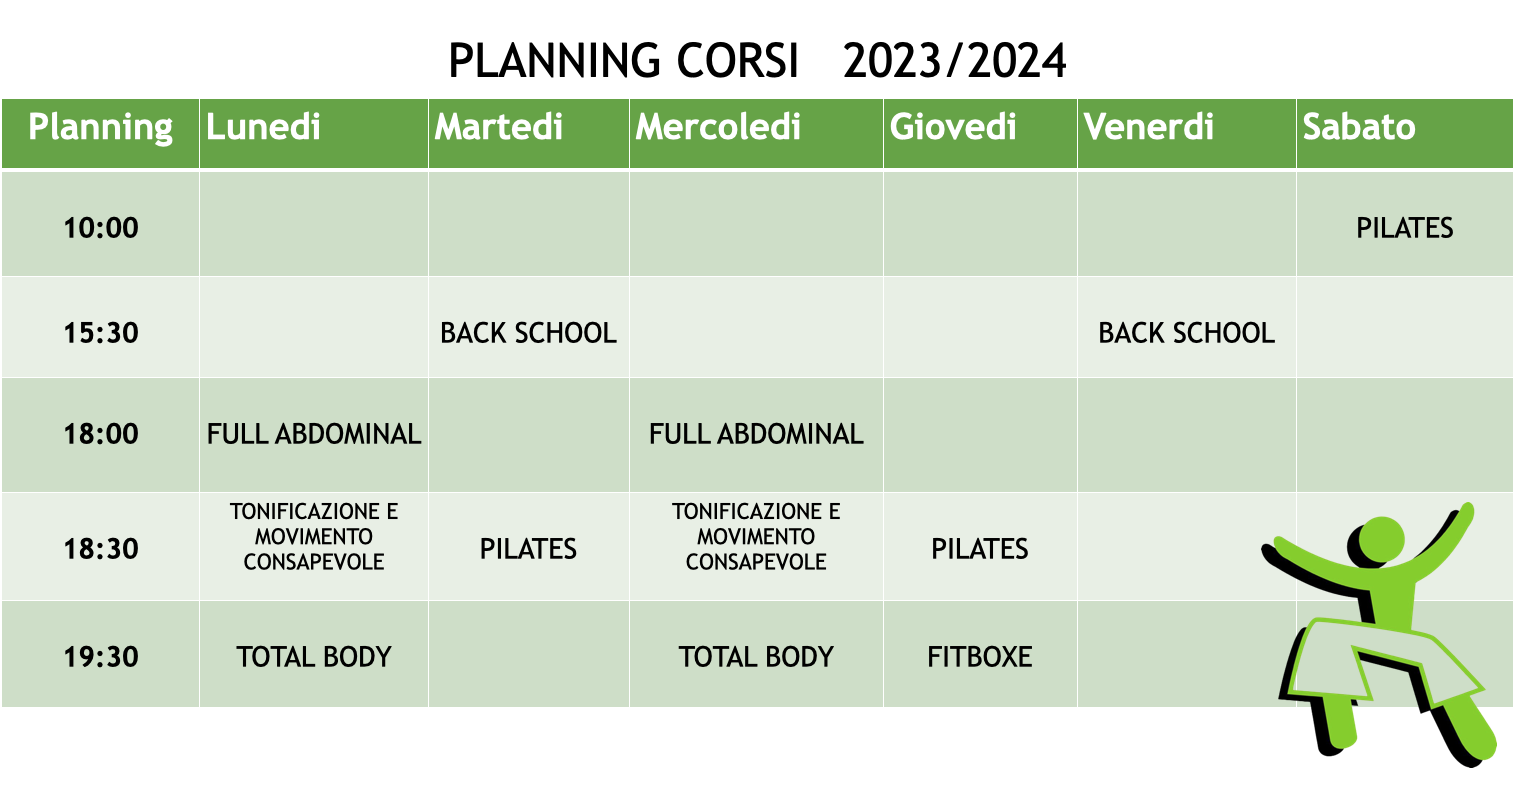 PLANNING CORSI 2023/2024
Planning Lunedi Martedi Mercoledi Giovedi Venerdi Sabato
10:00 PILATES
15:30 BACK SCHOOL BACK SCHOOL
18:00 FULL ABDOMINAL FULL ABDOMINAL
18:30 TONIFICAZIONE E
MOVIMENTO
CONSAPEVOLE PILATES TONIFICAZIONE E
MOVIMENTO
CONSAPEVOLE PILATES
19:30 TOTAL BODY TOTAL BODY FITBOXE